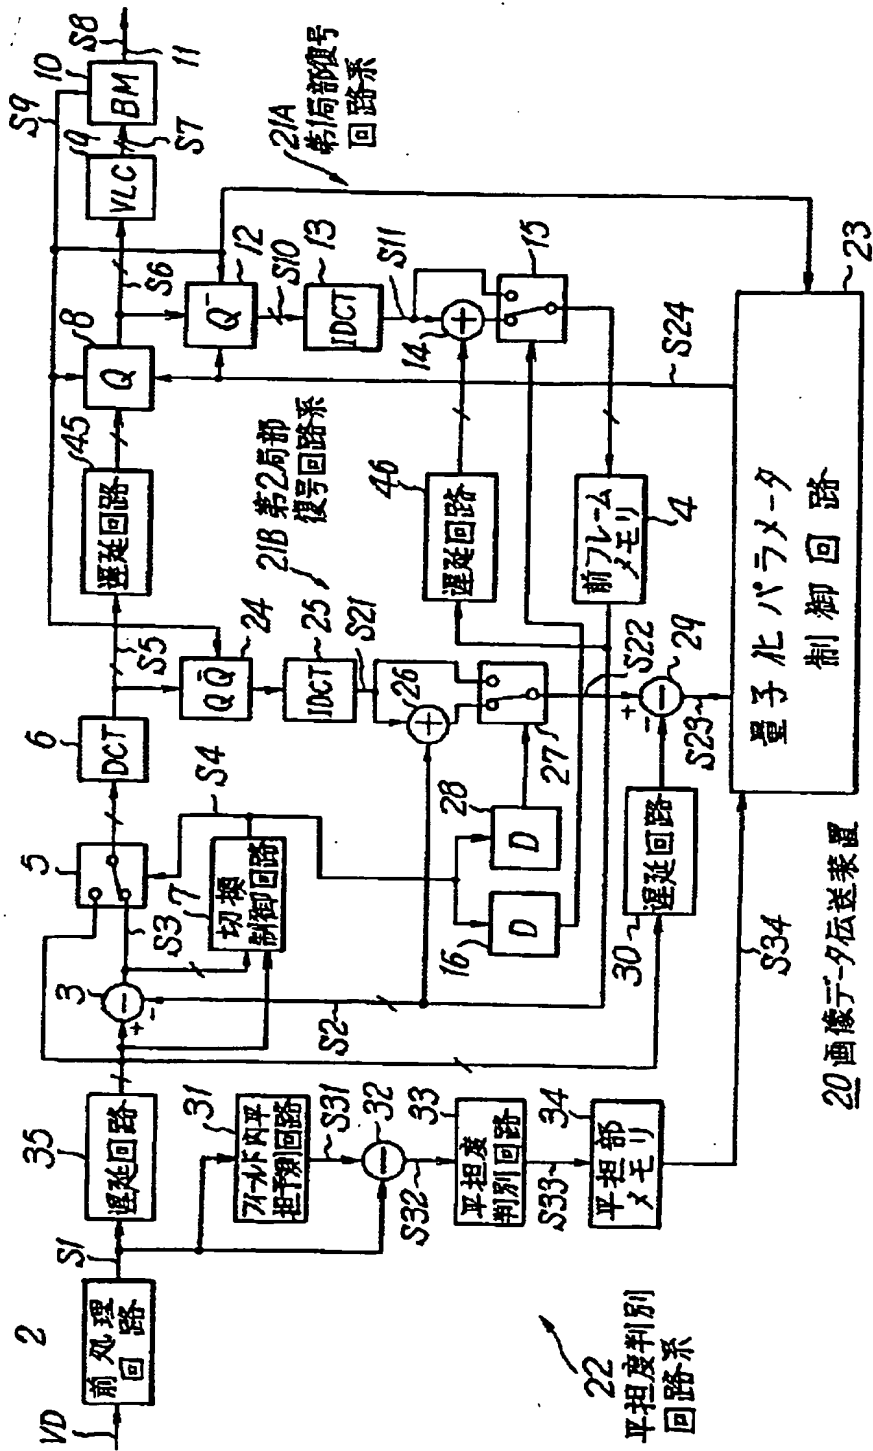 VD
2
前処理
回路
S1
35
遅延回路
3
+
−
−
S3
5
6
DCT
S5
45
遅延回路
8
Q
S6
9
VLC
S7
10
BM
11
S8
S9
7
切換
制御回路
S4
S2
24
QQ̄
25
IDCT
S21
26
+
27
21B 第2局部
復号回路系
12
Q⁻
S10
13
IDCT
S11
14
+
15
21A
第1局部復号
回路系
16
D
28
D
46
遅延回路
前フレーム
メモリ
4
S22
29
+
−
−
S23
S24
30
遅延回路
23
量子化パラメータ
制御回路
31
フィールド内平
担予測回路
S31
32
−
S32
33
平担度
判別回路
S33
34
平担部
メモリ
S34
22
平担度判別
回路系
20 画像データ伝送装置